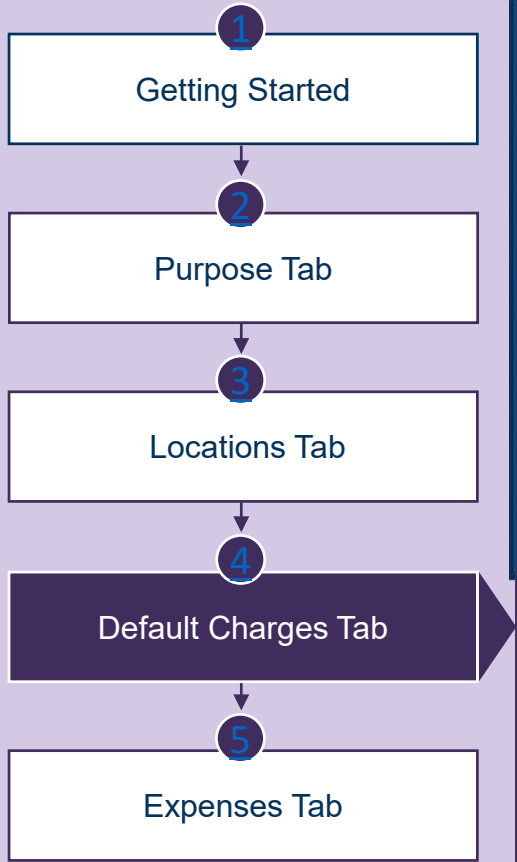 1
Getting Started
2
Purpose Tab
3
Locations Tab
4
Default Charges Tab
5
Expenses Tab